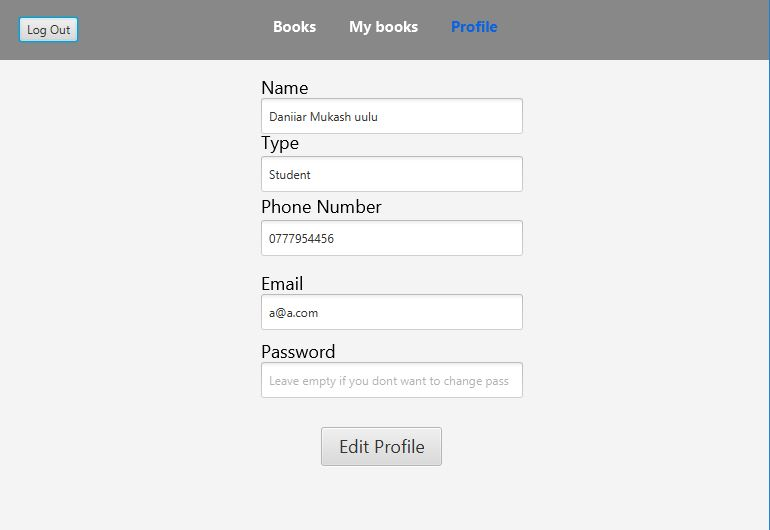 Log Out
Books My books Profile
Name
Daniiar Mukash uulu
Type
Student
Phone Number
0777954456
Email
a@a.com
Password
Leave empty if you dont want to change pass
Edit Profile